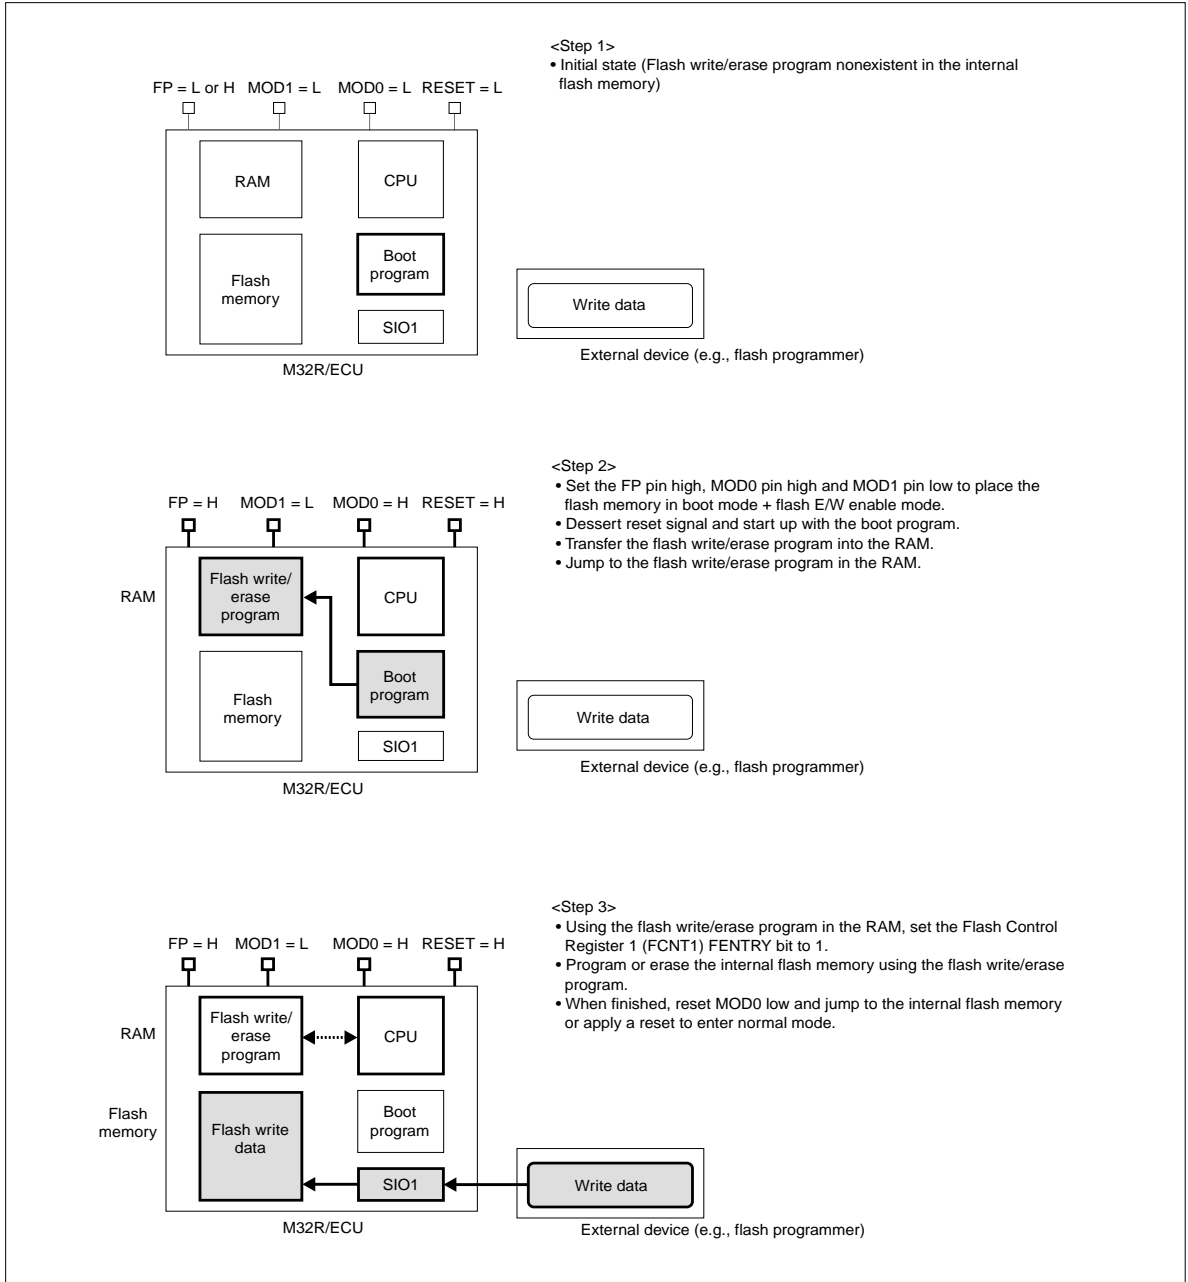 <Step 1>
• Initial state (Flash write/erase program nonexistent in the internal
flash memory)
FP = L or H MOD1 = L MOD0 = L RESET = L
RAM
CPU
Flash
memory
Boot
program
SIO1
M32R/ECU
Write data
External device (e.g., flash programmer)
<Step 2>
• Set the FP pin high, MOD0 pin high and MOD1 pin low to place the
flash memory in boot mode + flash E/W enable mode.
• Dessert reset signal and start up with the boot program.
• Transfer the flash write/erase program into the RAM.
• Jump to the flash write/erase program in the RAM.
FP = H MOD1 = L MOD0 = H RESET = H
RAM
Flash write/
erase
program
CPU
Flash
memory
Boot
program
SIO1
M32R/ECU
Write data
External device (e.g., flash programmer)
<Step 3>
• Using the flash write/erase program in the RAM, set the Flash Control
Register 1 (FCNT1) FENTRY bit to 1.
• Program or erase the internal flash memory using the flash write/erase
program.
• When finished, reset MOD0 low and jump to the internal flash memory
or apply a reset to enter normal mode.
FP = H MOD1 = L MOD0 = H RESET = H
RAM
Flash write/
erase
program
CPU
Flash
memory
Flash write
data
Boot
program
SIO1
M32R/ECU
Write data
External device (e.g., flash programmer)